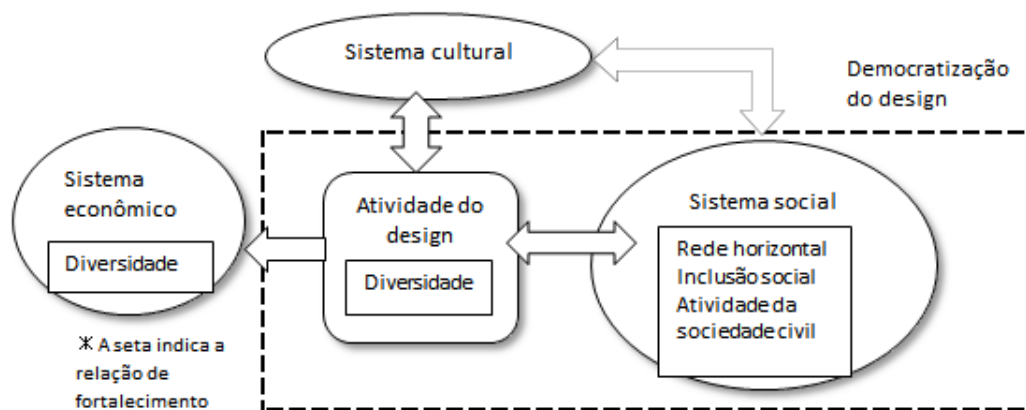 Sistema cultural
Democratização
do design
Sistema
econômico
Diversidade
Atividade do
design
Diversidade
Sistema social
Rede horizontal
Inclusão social
Atividade da
sociedade civil
Ж A seta indica a
relação de
fortalecimento